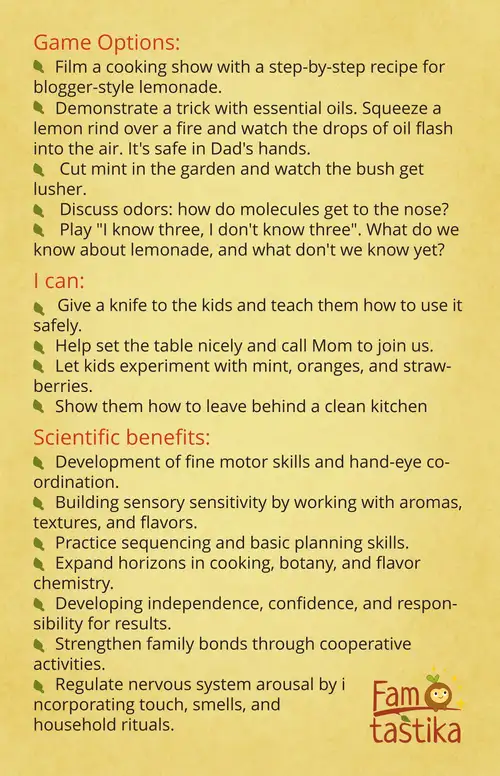 Game Options:
Film a cooking show with a step-by-step recipe for
blogger-style lemonade.
Demonstrate a trick with essential oils. Squeeze a
lemon rind over a fire and watch the drops of oil flash
into the air. It's safe in Dad's hands.
Cut mint in the garden and watch the bush get
lusher.
Discuss odors: how do molecules get to the nose?
Play "I know three, I don't know three". What do we
know about lemonade, and what don't we know yet?
I can:
Give a knife to the kids and teach them how to use it
safely.
Help set the table nicely and call Mom to join us.
Let kids experiment with mint, oranges, and straw-
berries.
Show them how to leave behind a clean kitchen
Scientific benefits:
Development of fine motor skills and hand-eye co-
ordination.
Building sensory sensitivity by working with aromas,
textures, and flavors.
Practice sequencing and basic planning skills.
Expand horizons in cooking, botany, and flavor
chemistry.
Developing independence, confidence, and respon-
sibility for results.
Strengthen family bonds through cooperative
activities.
Regulate nervous system arousal by i
ncorporating touch, smells, and
household rituals.
Fam
tastika